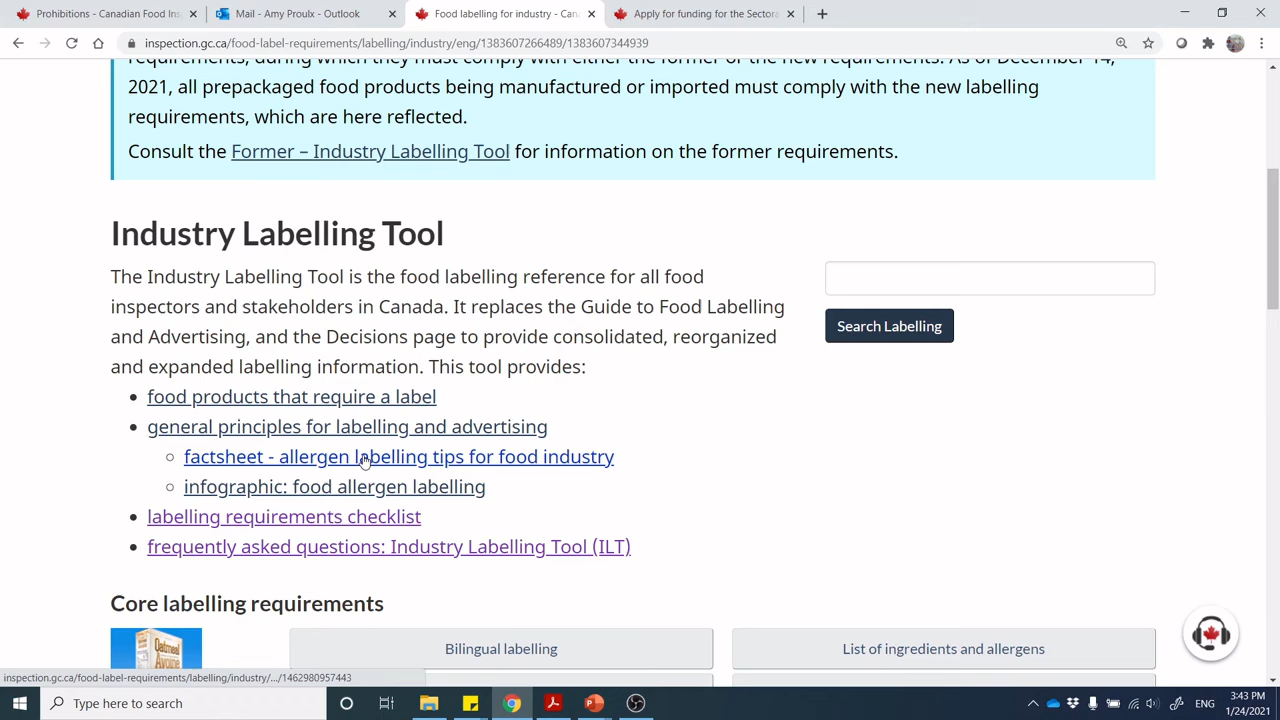 Prohibitions - Canadian Food Ins
Mail - Amy Proulx - Outlook
Food labelling for industry - Can
Apply for funding for the Sectora
inspection.gc.ca/food-label-requirements/labelling/industry/eng/1383607266489/1383607344939
requirements, during which they must comply with either the former or the new requirements. As of December 14,
2021, all prepackaged food products being manufactured or imported must comply with the new labelling
requirements, which are here reflected.
Consult the Former – Industry Labelling Tool for information on the former requirements.
Industry Labelling Tool
The Industry Labelling Tool is the food labelling reference for all food
inspectors and stakeholders in Canada. It replaces the Guide to Food Labelling
and Advertising, and the Decisions page to provide consolidated, reorganized
and expanded labelling information. This tool provides:
Search Labelling
food products that require a label
general principles for labelling and advertising
factsheet - allergen labelling tips for food industry
infographic: food allergen labelling
labelling requirements checklist
frequently asked questions: Industry Labelling Tool (ILT)
Core labelling requirements
Oatmeal
Avoine
Bilingual labelling
List of ingredients and allergens
inspection.gc.ca/food-label-requirements/labelling/industry/.../1462980957443
Type here to search
ENG
3:43 PM
1/24/2021